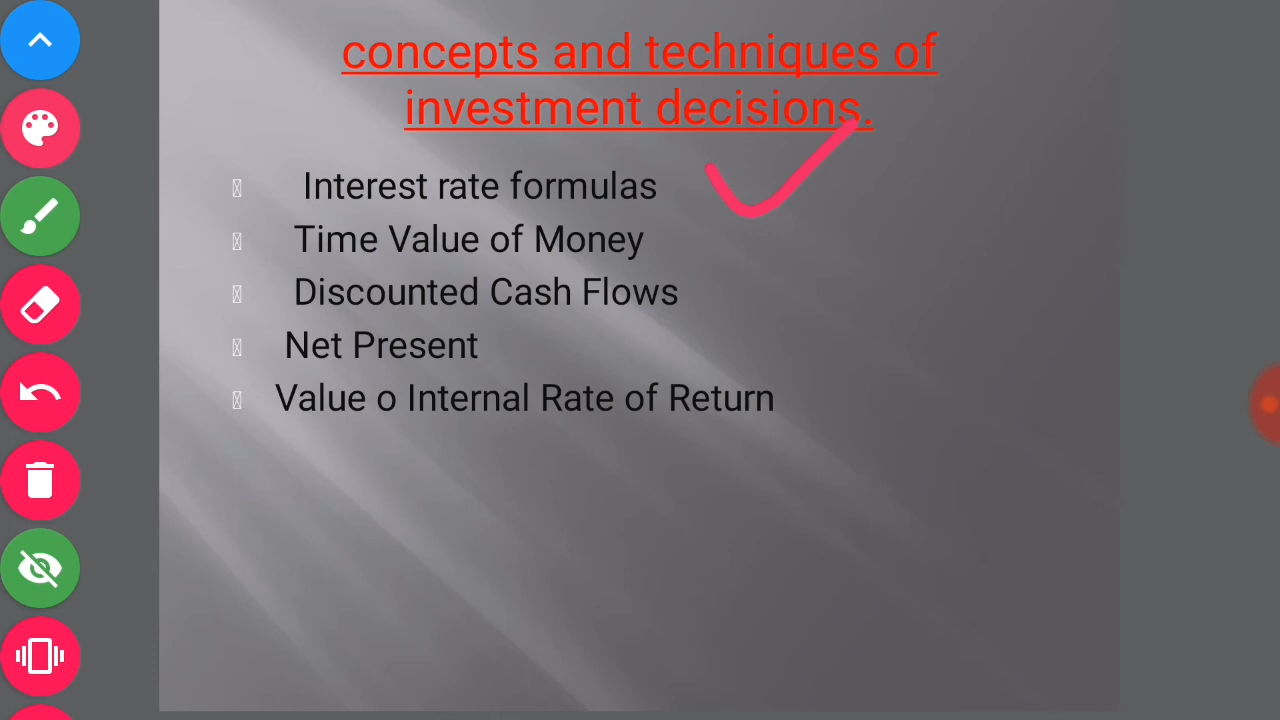 concepts and techniques of
investment decisions.
Interest rate formulas
Time Value of Money
Discounted Cash Flows
Net Present
Value o Internal Rate of Return